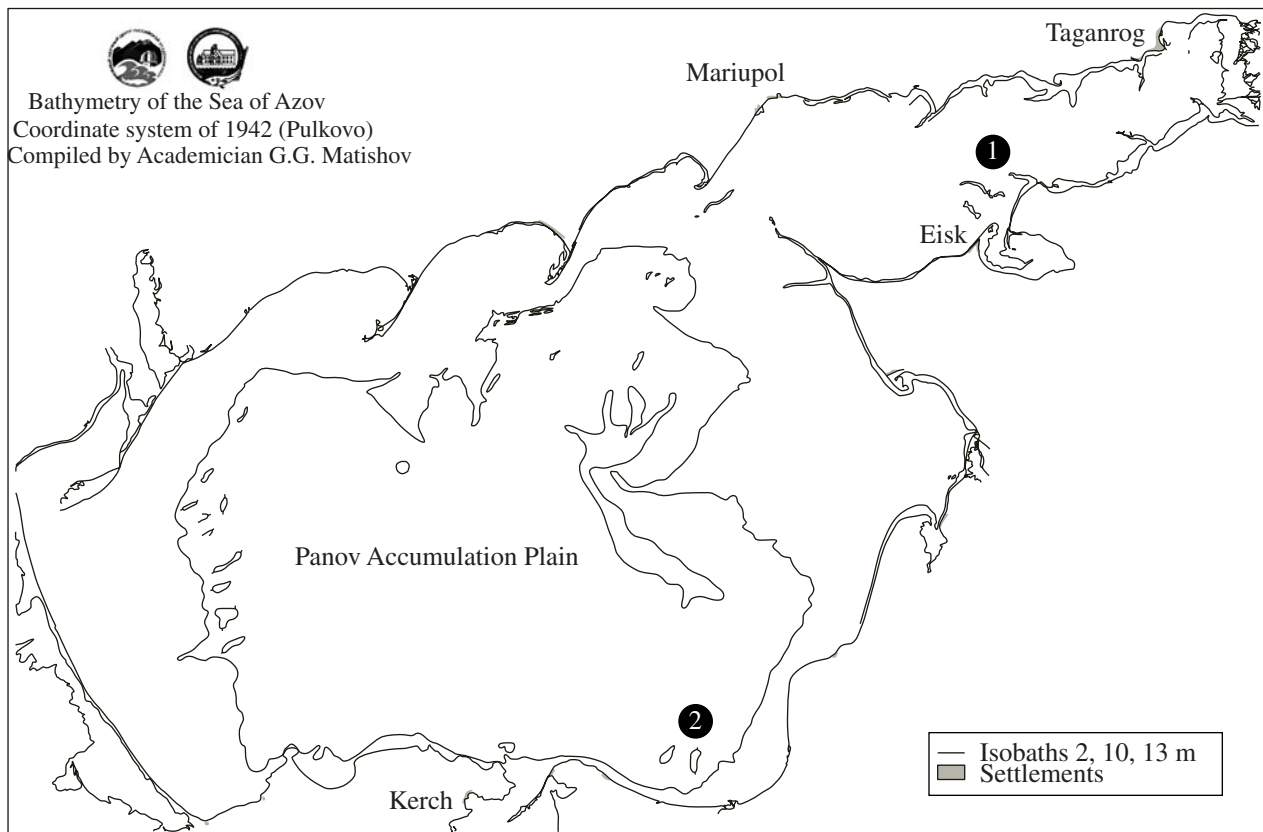 Taganrog
Mariupol
Bathymetry of the Sea of Azov
Coordinate system of 1942 (Pulkovo)
Compiled by Academician G.G. Matishov
1
Eisk
Panov Accumulation Plain
2
Isobaths 2, 10, 13 m
Settlements
Kerch